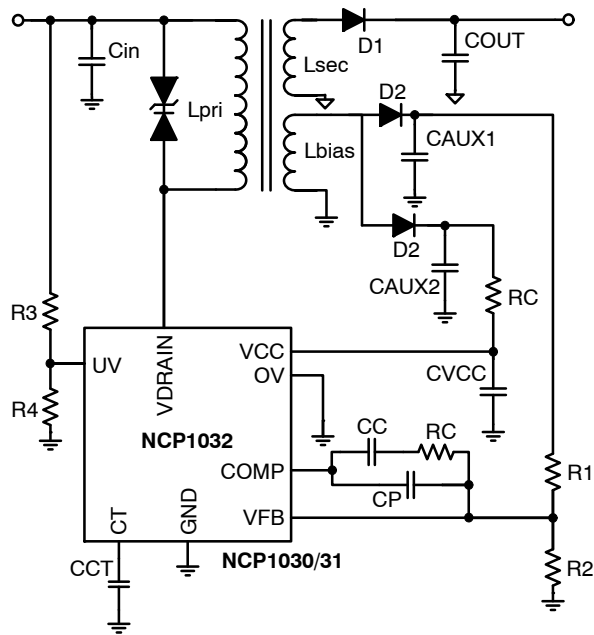 Cin
Lpri
Lsec
D1
COUT
Lbias
D2
CAUX1
D2
CAUX2
RC
R3
R4
UV
VDRAIN
VCC
OV
CVCC
NCP1032
COMP
CC
RC
CP
VFB
R1
R2
CT
GND
CCT
NCP1030/31